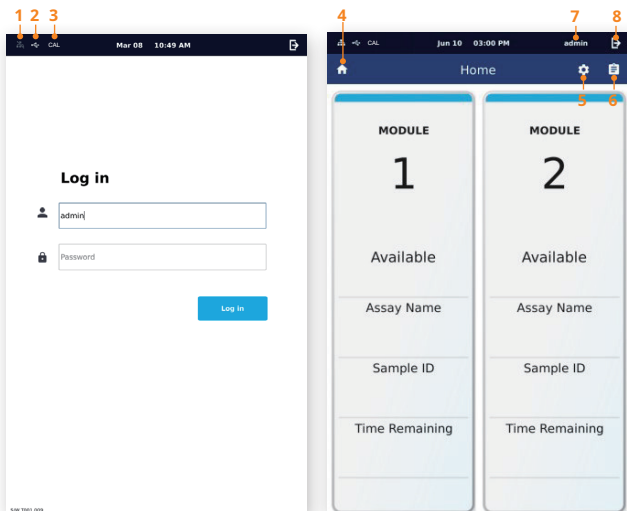 1 2 3
CAL Mar 08 10:49 AM
Log in
admin
Password
Log in
4 7 8
CAL Jun 10 03:00 PM admin
Home
5 6
MODULE MODULE
1 2
Available Available
Assay Name Assay Name
Sample ID Sample ID
Time Remaining Time Remaining